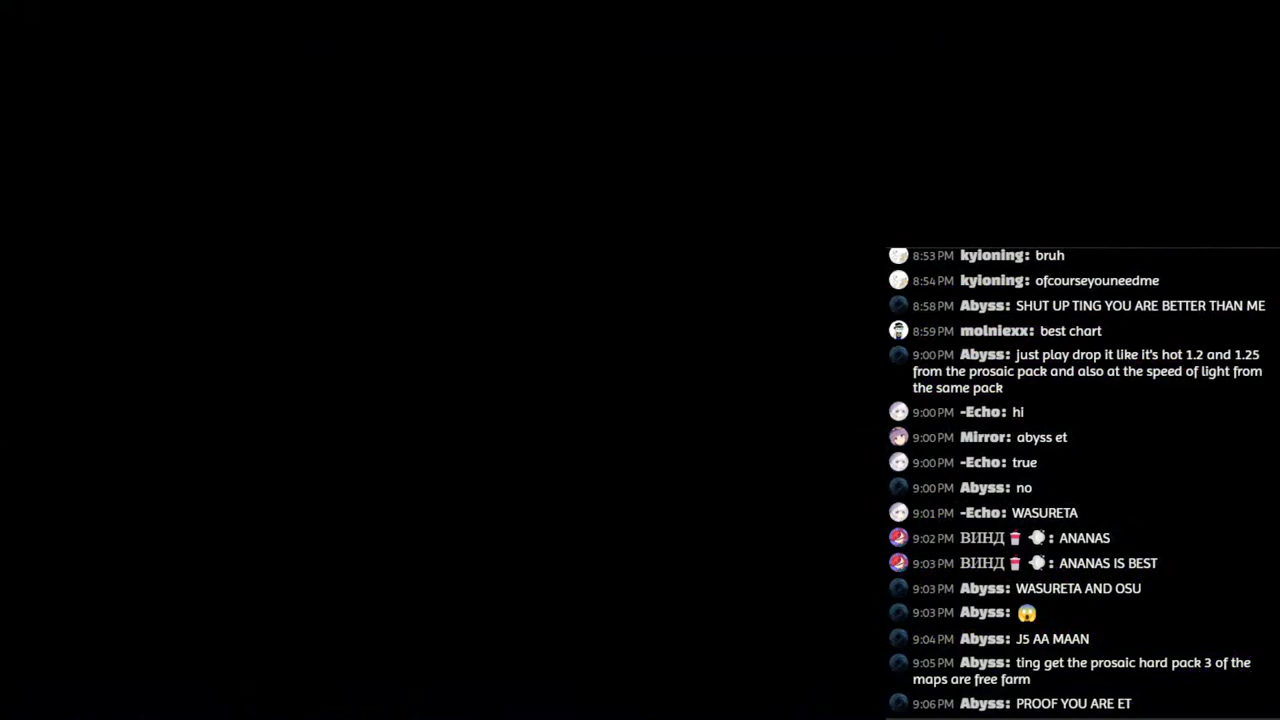 8:53 PM kyloning: bruh
8:54 PM kyloning: ofcourseyouneedme
8:58 PM Abyss: SHUT UP TING YOU ARE BETTER THAN ME
8:59 PM molniexx: best chart
9:00 PM Abyss: just play drop it like it's hot 1.2 and 1.25
from the prosaic pack and also at the speed of light from
the same pack
9:00 PM -Echo: hi
9:00 PM Mirror: abyss et
9:00 PM -Echo: true
9:00 PM Abyss: no
9:01 PM -Echo: WASURETA
9:02 PM ВИНД 🥤 : ANANAS
9:03 PM ВИНД 🥤 : ANANAS IS BEST
9:03 PM Abyss: WASURETA AND OSU
9:03 PM Abyss: 😱
9:04 PM Abyss: J5 AA MAAN
9:05 PM Abyss: ting get the prosaic hard pack 3 of the
maps are free farm
9:06 PM Abyss: PROOF YOU ARE ET